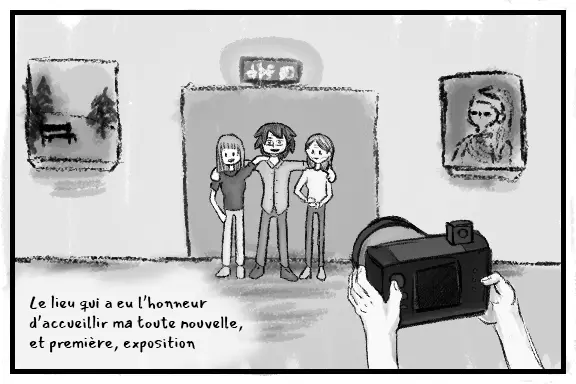 Le lieu qui a eu l'honneur
d'accueillir ma toute nouvelle,
et première, exposition